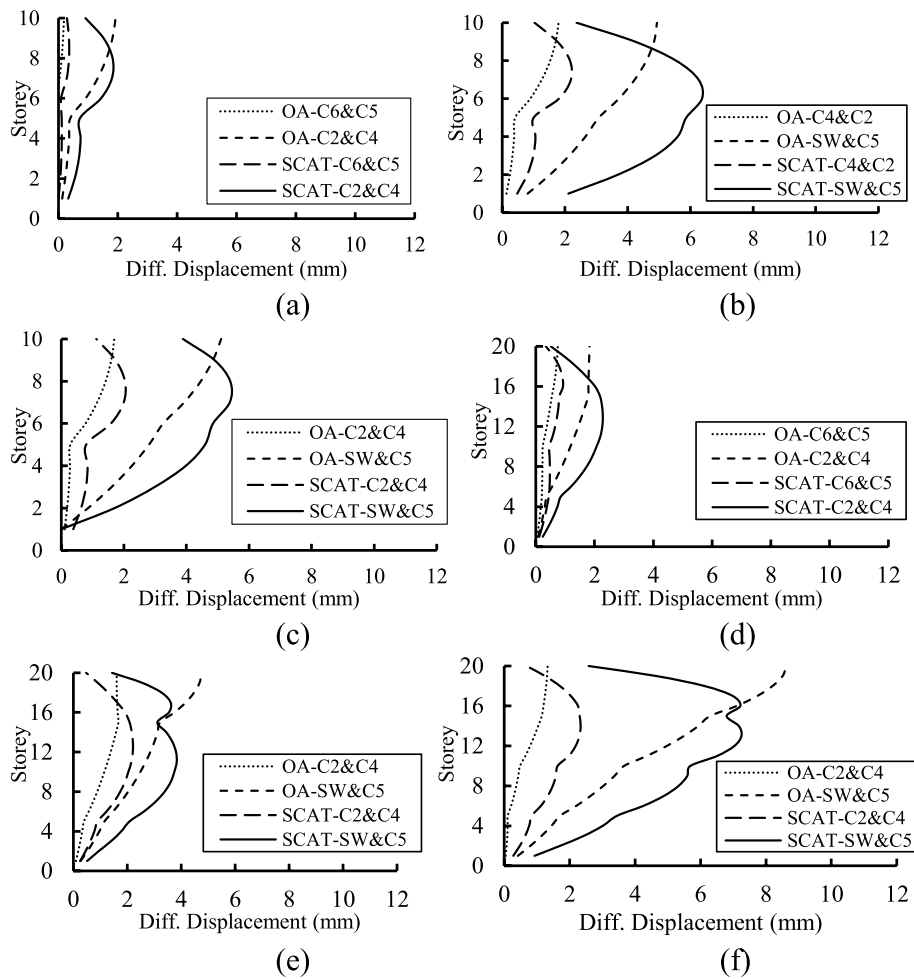 10
8
6
4
2
0
Storey
OA-C6&C5
OA-C2&C4
SCAT-C6&C5
SCAT-C2&C4
0 2 4 6 8 10 12
Diff. Displacement (mm)
(a)
10
8
6
4
2
0
Storey
OA-C4&C2
OA-SW&C5
SCAT-C4&C2
SCAT-SW&C5
0 2 4 6 8 10 12
Diff. Displacement (mm)
(b)
10
8
6
4
2
0
Storey
OA-C2&C4
OA-SW&C5
SCAT-C2&C4
SCAT-SW&C5
0 2 4 6 8 10 12
Diff. Displacement (mm)
(c)
20
16
12
8
4
0
Storey
OA-C6&C5
OA-C2&C4
SCAT-C6&C5
SCAT-C2&C4
0 2 4 6 8 10 12
Diff. Displacement (mm)
(d)
20
16
12
8
4
0
Storey
OA-C2&C4
OA-SW&C5
SCAT-C2&C4
SCAT-SW&C5
0 2 4 6 8 10 12
Diff. Displacement (mm)
(e)
20
16
12
8
4
0
Storey
OA-C2&C4
OA-SW&C5
SCAT-C2&C4
SCAT-SW&C5
0 2 4 6 8 10 12
Diff. Displacement (mm)
(f)